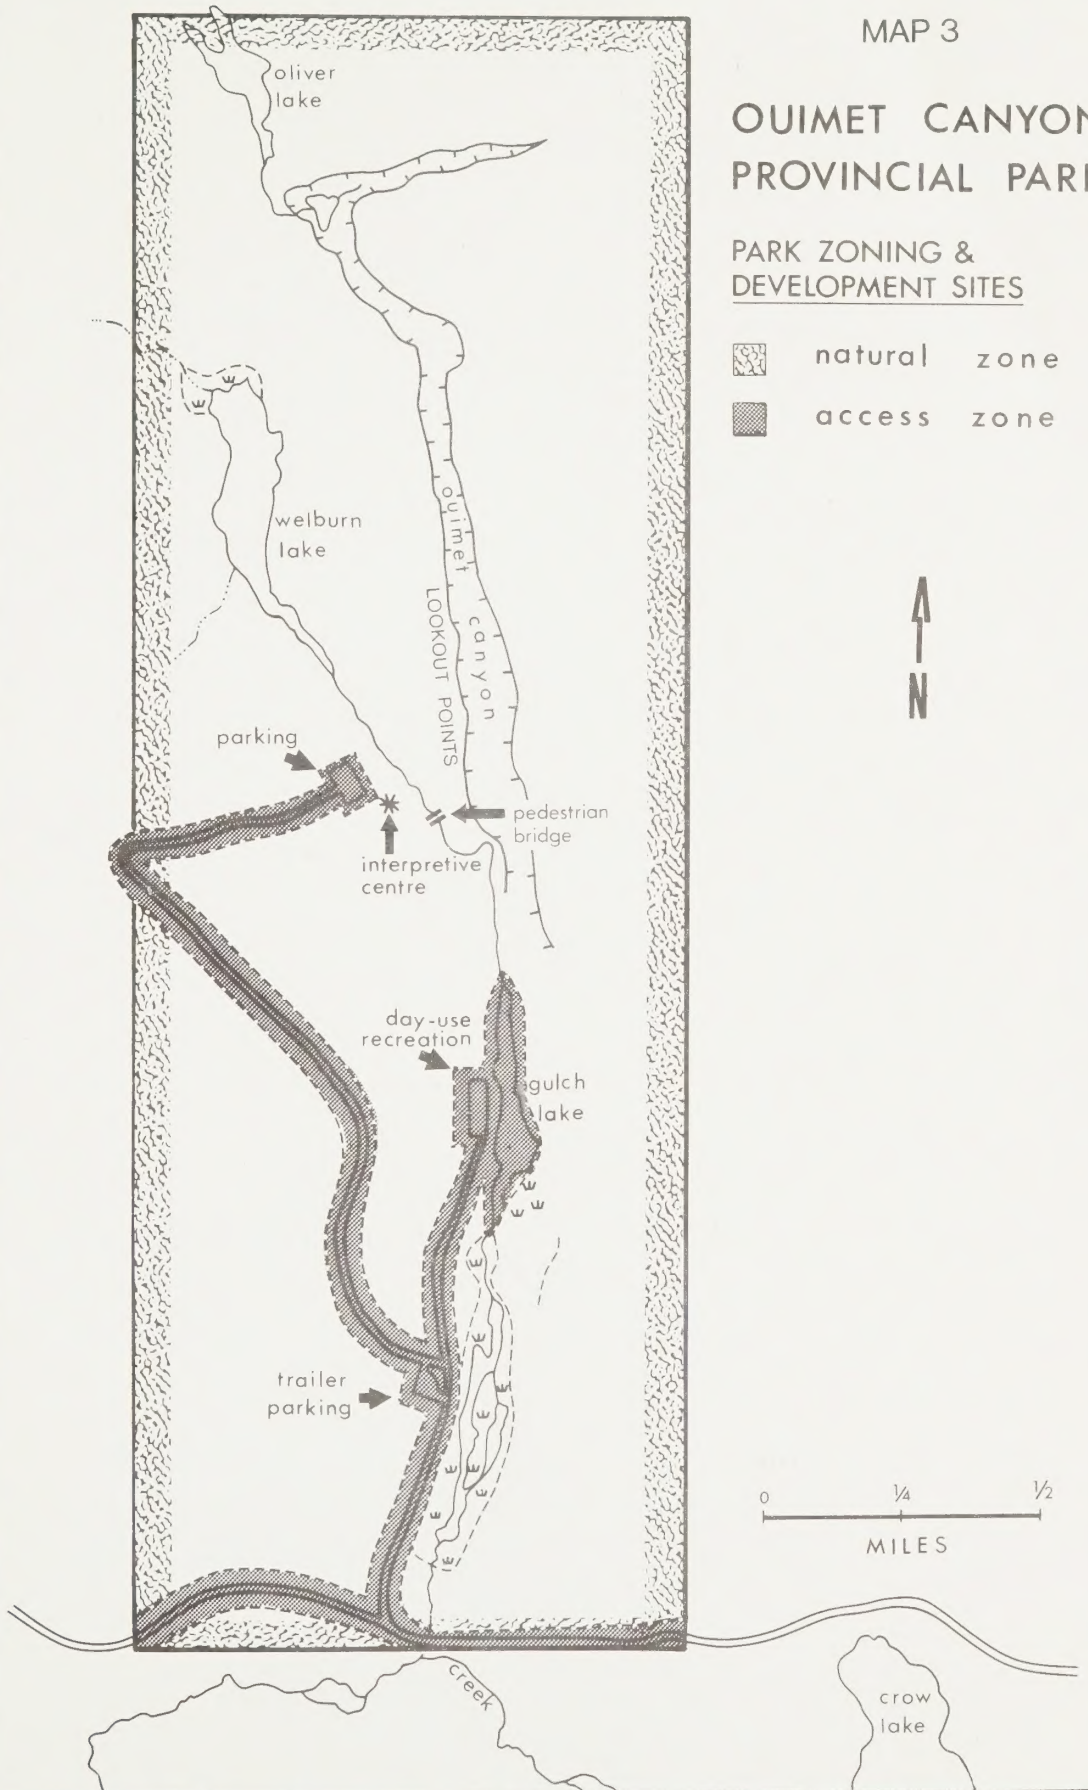 MAP 3
OUIMET CANYON
PROVINCIAL PARK
PARK ZONING &
DEVELOPMENT SITES
natural zone
access zone
N
oliver
lake
welburn
lake
ouimet canyon
LOOKOUT POINTS
parking
pedestrian
bridge
interpretive
centre
day-use
recreation
gulch
lake
trailer
parking
0 1/4 1/2
MILES
creek
crow
lake